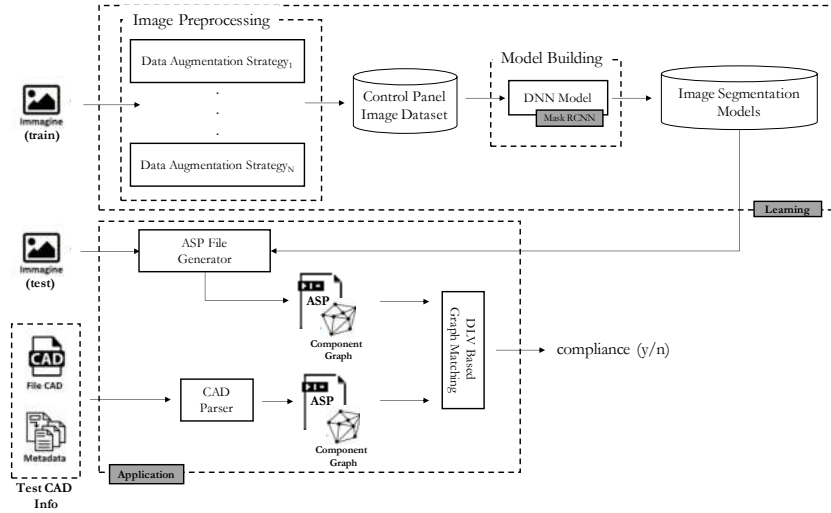 Image Preprocessing
Data Augmentation Strategy1
.
.
.
Data Augmentation StrategyN
Immagine
(train)
Control Panel
Image Dataset
Model Building
DNN Model
Mask RCNN
Image Segmentation
Models
Learning
Immagine
(test)
ASP File
Generator
ASP
Component
Graph
DLV Based
Graph Matching
compliance (y/n)
CAD
File CAD
Metadata
Test CAD
Info
CAD
Parser
ASP
Component
Graph
Application